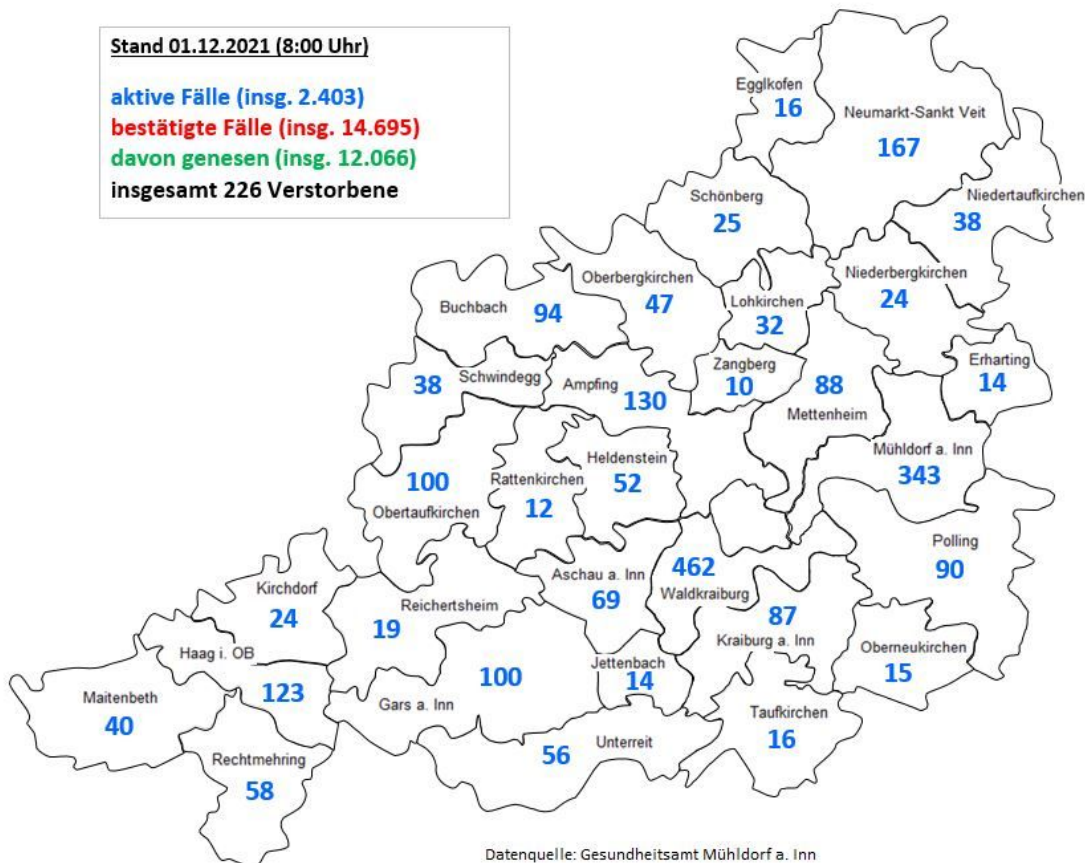 Stand 01.12.2021 (8:00 Uhr)
aktive Fälle (insg. 2.403)
bestätigte Fälle (insg. 14.695)
davon genesen (insg. 12.066)
insgesamt 226 Verstorbene
Egglkofen
16
Neumarkt-Sankt Veit
167
Niedertaufkirchen
38
Schönberg
25
Oberbergkirchen
47
Lohkirchen
32
Niederbergkirchen
24
Buchbach 94
38 Schwindegg
Ampfing
130
Zangberg
10
88
Mettenheim
Erharting
14
Mühldorf a. Inn
343
Heldenstein
52
Rattenkirchen
12
100
Obertaufkirchen
Polling
90
Aschau a. Inn
69
462
Waldkraiburg
87
Kraiburg a. Inn
Kirchdorf
24
Reichertsheim
19
Oberneukirchen
15
Haag i. OB
123
100
Gars a. Inn
Jettenbach
14
Maitenbeth
40
Taufkirchen
16
56 Unterreit
Rechtmehring
58
Datenquelle: Gesundheitsamt Mühldorf a. Inn